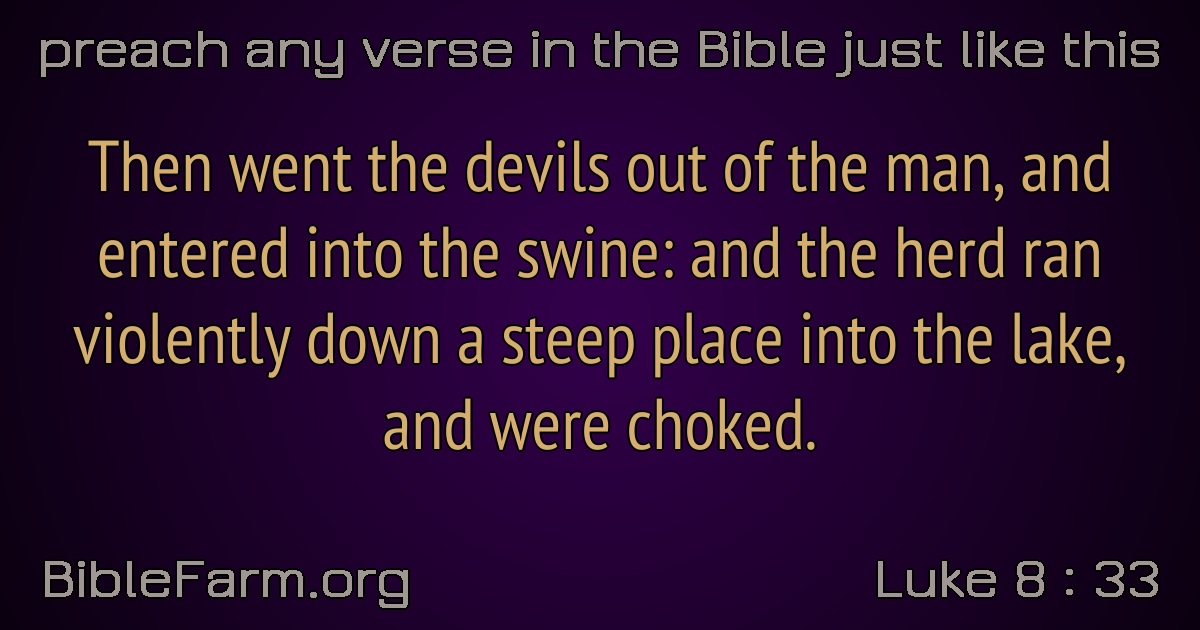 preach any verse in the Bible just like this
Then went the devils out of the man, and
entered into the swine: and the herd ran
violently down a steep place into the lake,
and were choked.
BibleFarm.org
Luke 8 : 33